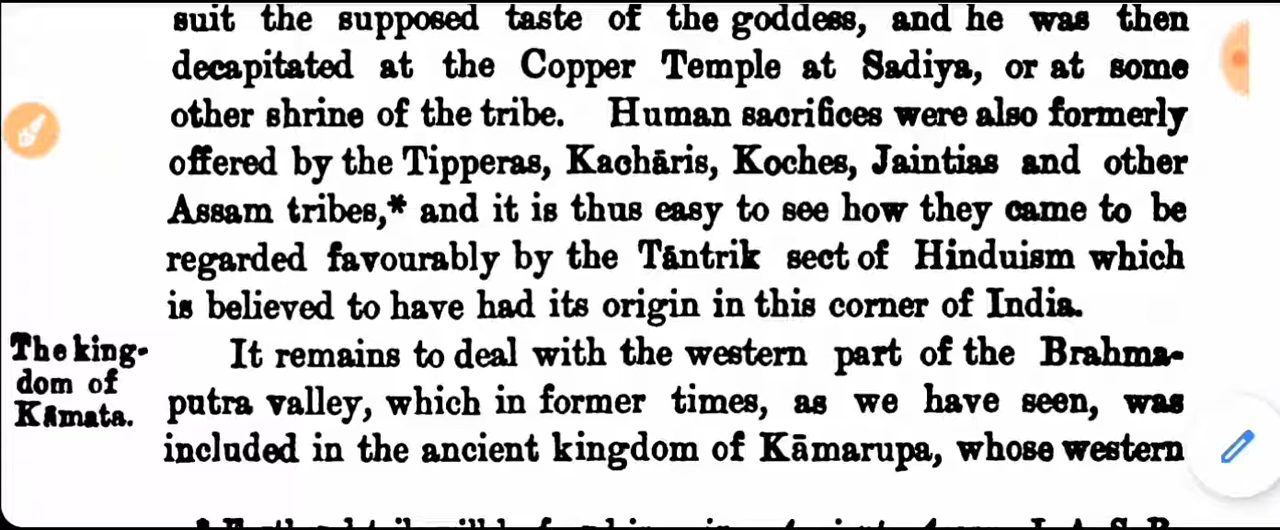 suit the supposed taste of the goddess, and he was then
decapitated at the Copper Temple at Sadiya, or at some
other shrine of the tribe. Human sacrifices were also formerly
offered by the Tipperas, Kachāris, Koches, Jaintias and other
Assam tribes,* and it is thus easy to see how they came to be
regarded favourably by the Tāntrik sect of Hinduism which
is believed to have had its origin in this corner of India.
The king-
dom of
Kāmata.
It remains to deal with the western part of the Brahma-
putra valley, which in former times, as we have seen, was
included in the ancient kingdom of Kāmarupa, whose western